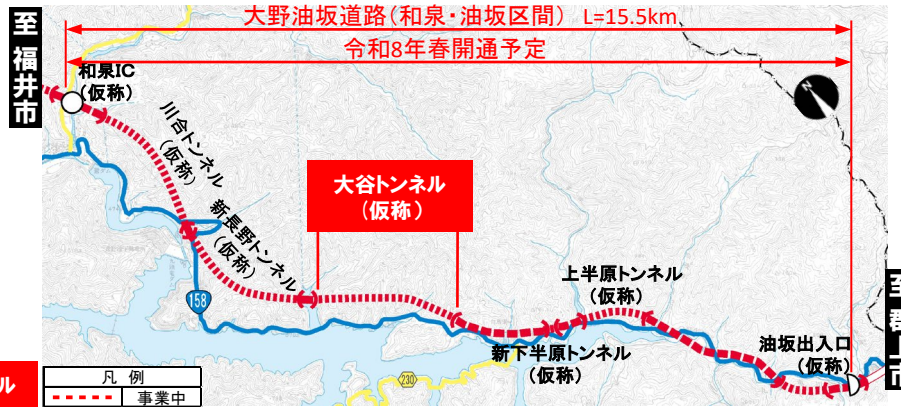 大野油坂道路(和泉・油坂区間) L=15.5km
令和8年春開通予定
至 福井市
和泉IC
(仮称)
川合トンネル
(仮称)
新長野トンネル
(仮称)
大谷トンネル
(仮称)
158
上半原トンネル
(仮称)
新下半原トンネル
(仮称)
油坂出入口
(仮称)
230
至
ル
凡 例
事業中
N